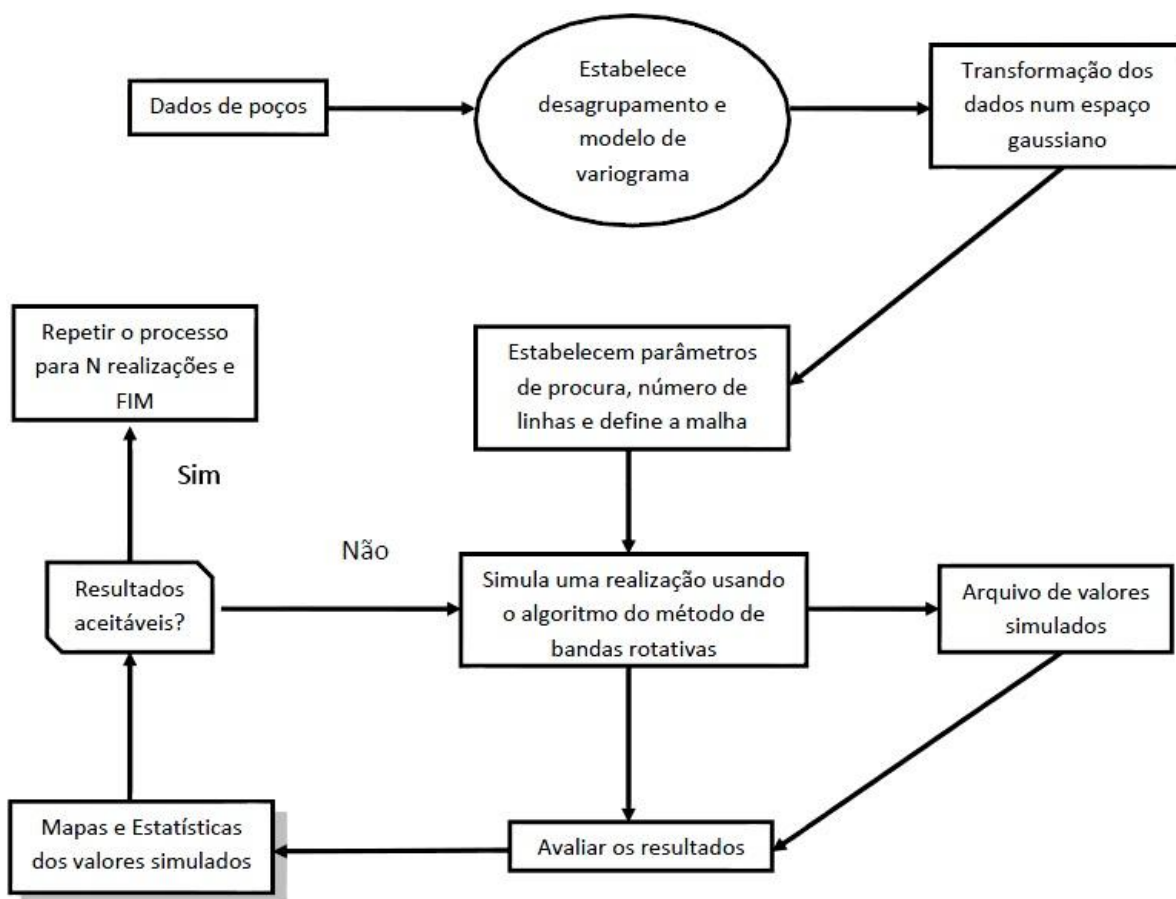 Dados de poços
Estabelece
desagrupamento e
modelo de
variograma
Transformação dos
dados num espaço
gaussiano
Estabelecem parâmetros
de procura, número de
linhas e define a malha
Repetir o processo
para N realizações e
FIM
Sim
Não
Resultados
aceitáveis?
Simula uma realização usando
o algoritmo do método de
bandas rotativas
Arquivo de valores
simulados
Avaliar os resultados
Mapas e Estatísticas
dos valores simulados